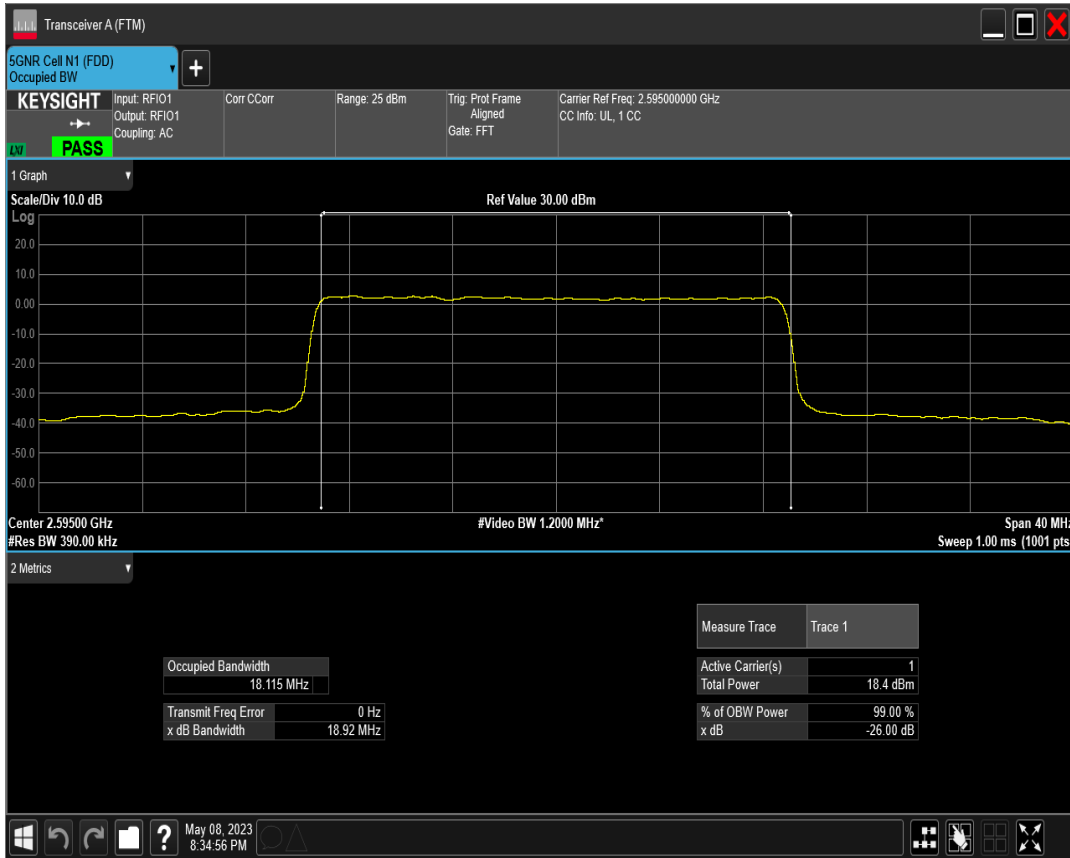 Transceiver A (FTM)
5GNR Cell N1 (FDD)
Occupied BW
+
KEYSIGHT
LXI
PASS
Input: RFIO1
Output: RFIO1
Coupling: AC
Corr CCorr
Range: 25 dBm
Trig: Prot Frame
Aligned
Gate: FFT
Carrier Ref Freq: 2.595000000 GHz
CC Info: UL, 1 CC
1 Graph
Scale/Div 10.0 dB
Ref Value 30.00 dBm
Log
20.0
10.0
0.00
-10.0
-20.0
-30.0
-40.0
-50.0
-60.0
Center 2.59500 GHz
#Video BW 1.2000 MHz*
Span 40 MHz
#Res BW 390.00 kHz
Sweep 1.00 ms (1001 pts
2 Metrics
Measure Trace Trace 1
Occupied Bandwidth
18.115 MHz
Active Carrier(s) 1
Total Power 18.4 dBm
Transmit Freq Error 0 Hz
x dB Bandwidth 18.92 MHz
% of OBW Power 99.00 %
x dB -26.00 dB
?
May 08, 2023
8:34:56 PM